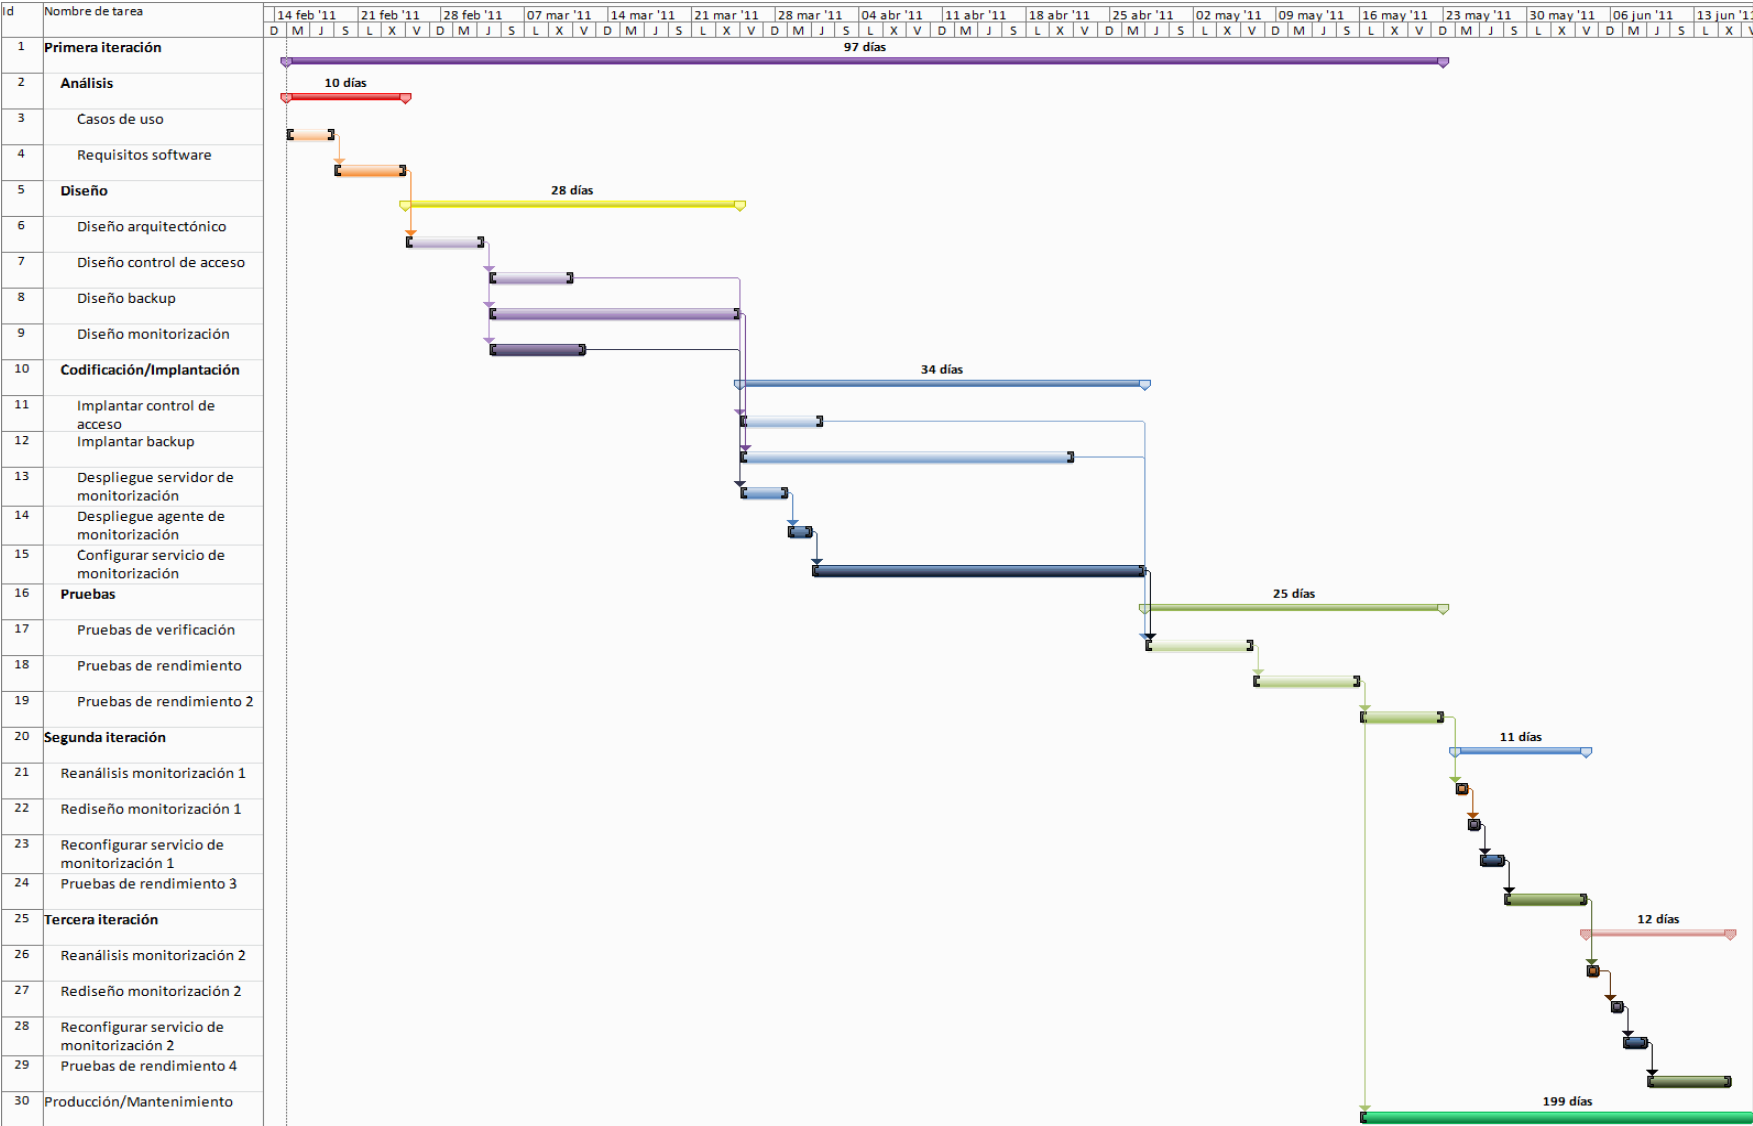 Id Nombre de tarea 14 feb '11 21 feb '11 28 feb '11 07 mar '11 14 mar '11 21 mar '11 28 mar '11 04 abr '11 11 abr '11 18 abr '11 25 abr '11 02 may '11 09 may '11 16 may '11 23 may '11 30 may '11 06 jun '11 13 jun '11
D M J S L X V D M J S L X V D M J S L X V D M J S L X V D M J S L X V D M J S L X V D M J S L X V D M J S L X V D M J S L X V
1 Primera iteración 97 días
2 Análisis 10 días
3 Casos de uso
4 Requisitos software
5 Diseño 28 días
6 Diseño arquitectónico
7 Diseño control de acceso
8 Diseño backup
9 Diseño monitorización
10 Codificación/Implantación 34 días
11 Implantar control de
acceso
12 Implantar backup
13 Despliegue servidor de
monitorización
14 Despliegue agente de
monitorización
15 Configurar servicio de
monitorización
16 Pruebas 25 días
17 Pruebas de verificación
18 Pruebas de rendimiento
19 Pruebas de rendimiento 2
20 Segunda iteración 11 días
21 Reanálisis monitorización 1
22 Rediseño monitorización 1
23 Reconfigurar servicio de
monitorización 1
24 Pruebas de rendimiento 3
25 Tercera iteración 12 días
26 Reanálisis monitorización 2
27 Rediseño monitorización 2
28 Reconfigurar servicio de
monitorización 2
29 Pruebas de rendimiento 4
30 Producción/Mantenimiento 199 días